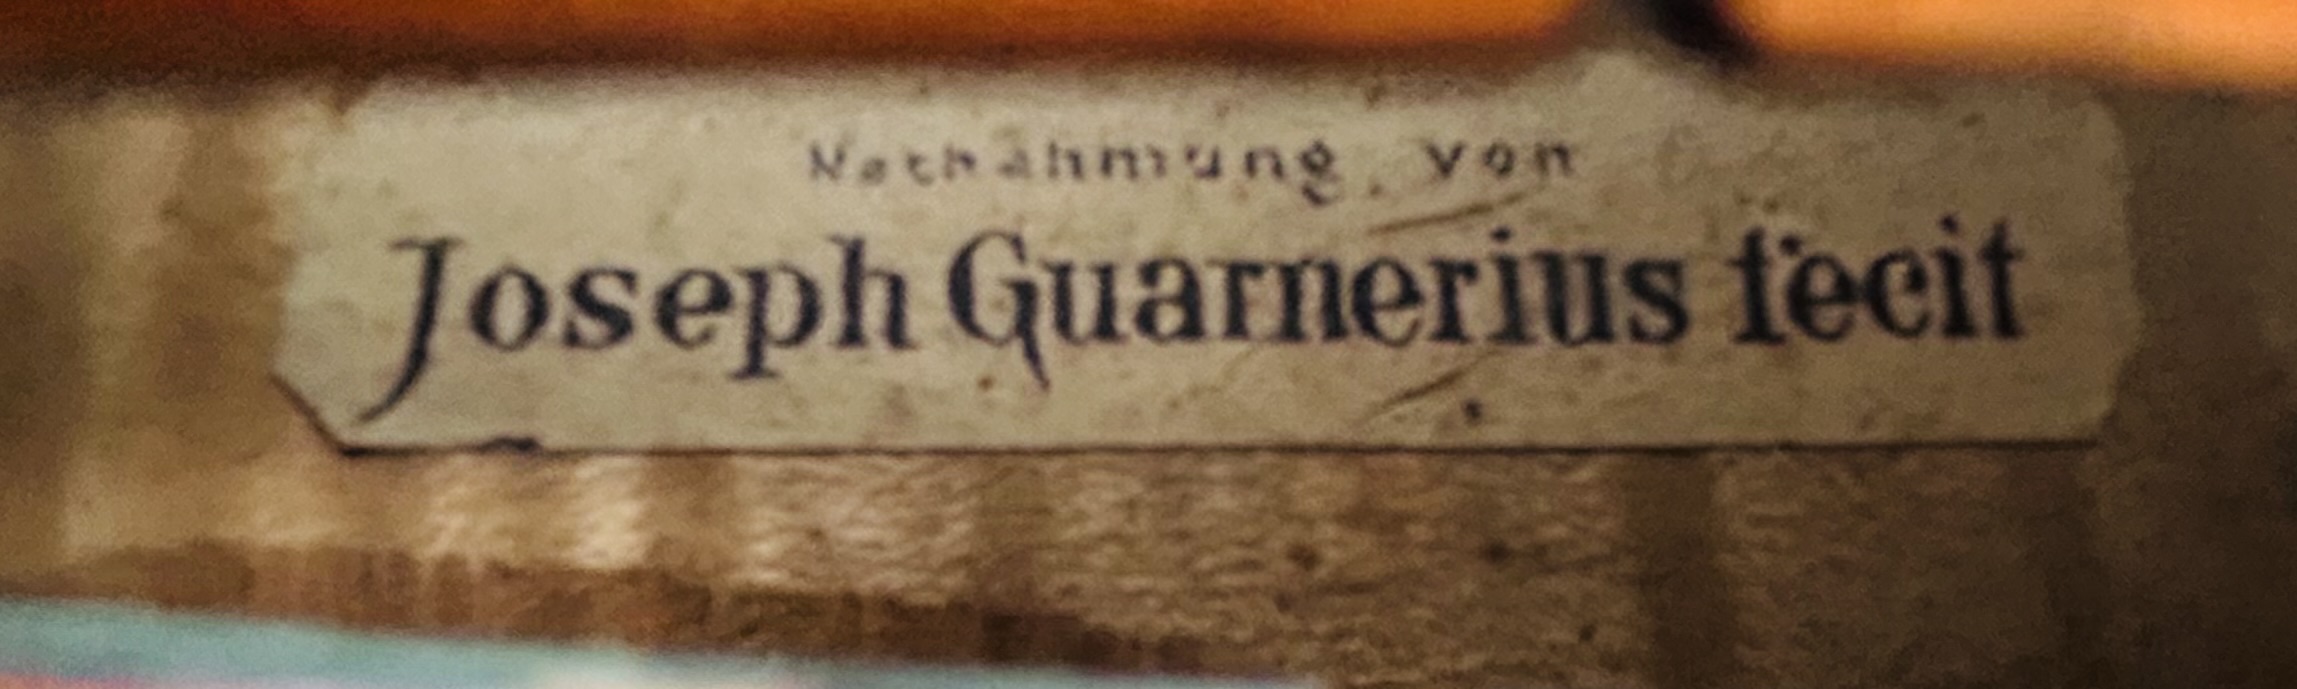 Nachahmung von
Joseph Guarnerius fecit